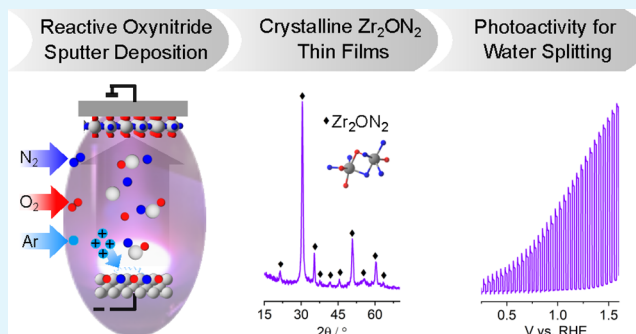 Reactive Oxynitride
Sputter Deposition
Crystalline Zr₂ON₂
Thin Films
Photoactivity for
Water Splitting
N₂
O₂
Ar
♦Zr₂ON₂
15 30 45 60
2θ / °
0.5 1.0 1.5
V vs. RHE